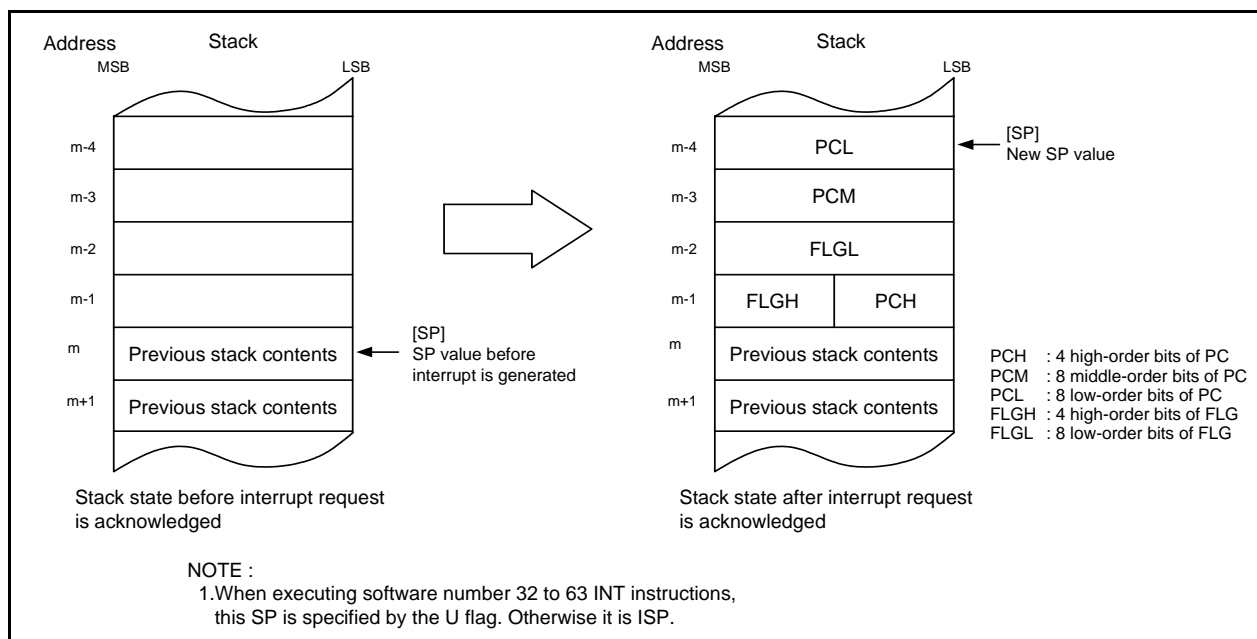 Address Stack
MSB LSB
m-4
m-3
m-2
m-1
m Previous stack contents
m+1 Previous stack contents
[SP]
SP value before
interrupt is generated
Stack state before interrupt request
is acknowledged
Address Stack
MSB LSB
m-4 PCL
m-3 PCM
m-2 FLGL
m-1 FLGH PCH
m Previous stack contents
m+1 Previous stack contents
[SP]
New SP value
PCH : 4 high-order bits of PC
PCM : 8 middle-order bits of PC
PCL : 8 low-order bits of PC
FLGH : 4 high-order bits of FLG
FLGL : 8 low-order bits of FLG
Stack state after interrupt request
is acknowledged
NOTE :
1.When executing software number 32 to 63 INT instructions,
this SP is specified by the U flag. Otherwise it is ISP.